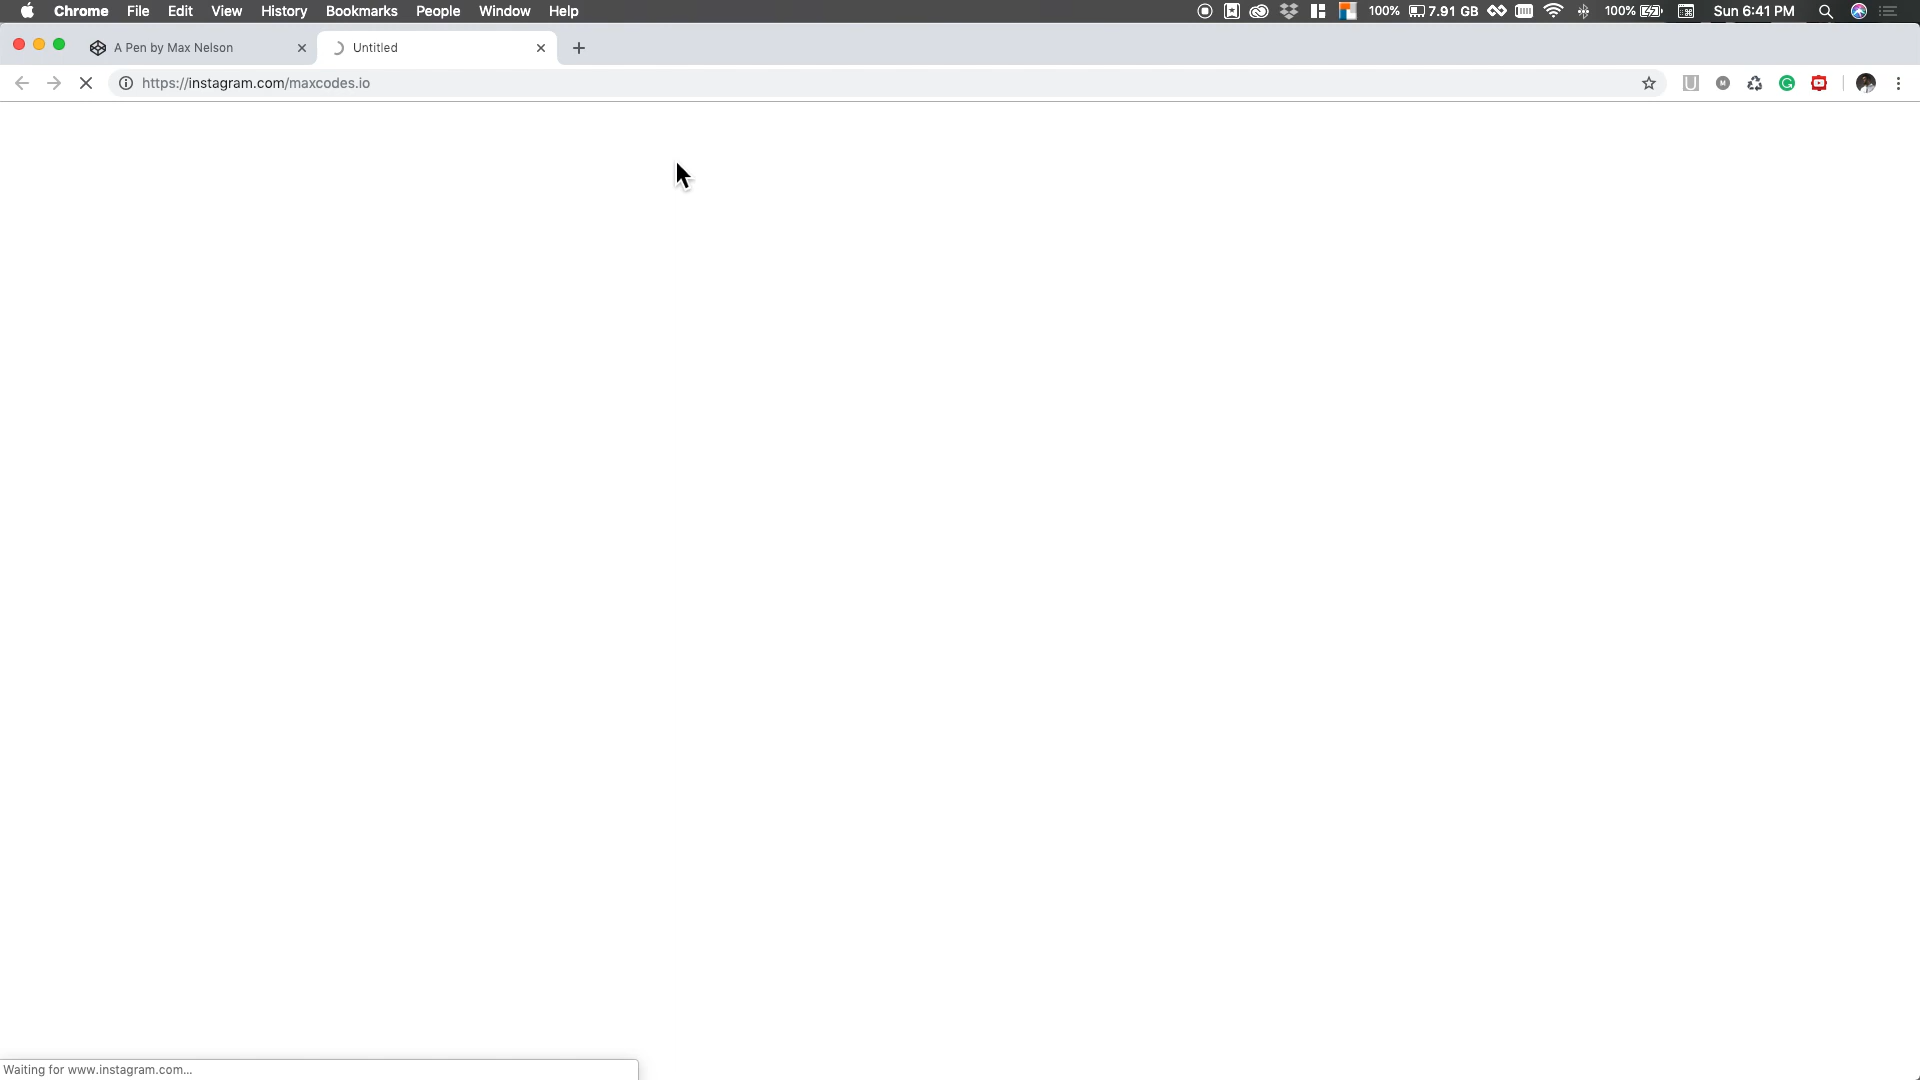 Chrome File Edit View History Bookmarks People Window Help 100% 7.91 GB 100% Sun 6:41 PM
A Pen by Max Nelson Untitled
https://instagram.com/maxcodes.io
Waiting for www.instagram.com...